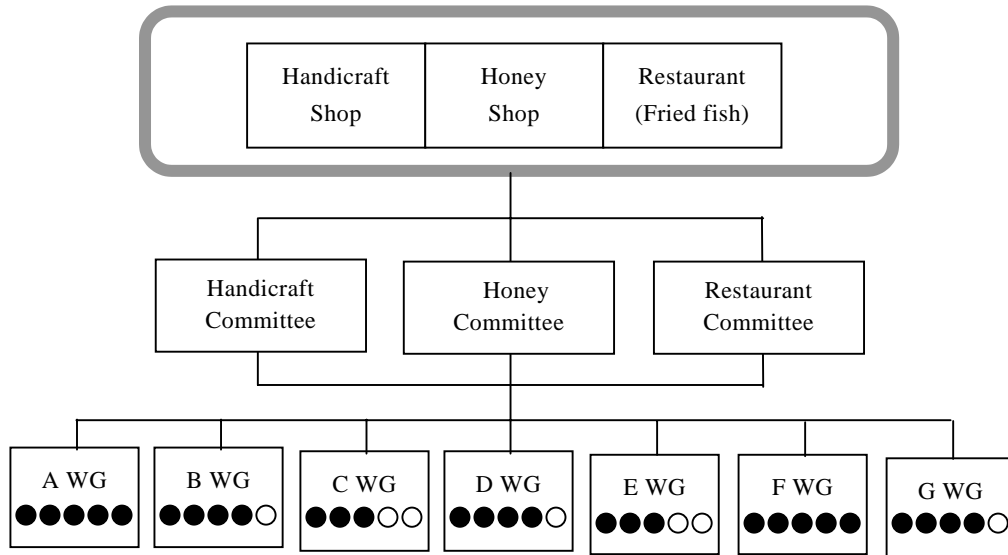 Handicraft
Shop
Honey
Shop
Restaurant
(Fried fish)
Handicraft
Committee
Honey
Committee
Restaurant
Committee
A WG
B WG
C WG
D WG
E WG
F WG
G WG